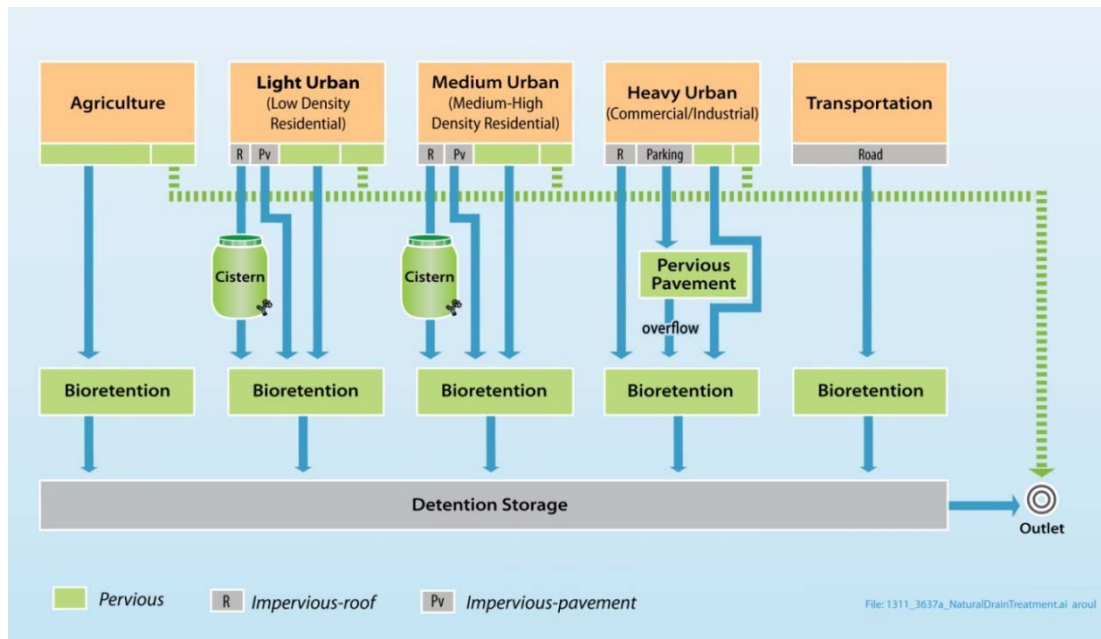 Agriculture
Light Urban
(Low Density
Residential)
Medium Urban
(Medium-High
Density Residential)
Heavy Urban
(Commercial/Industrial)
Transportation
R
Pv
R
Pv
R
Parking
Road
Cistern
Cistern
Pervious
Pavement
overflow
Bioretention
Bioretention
Bioretention
Bioretention
Bioretention
Detention Storage
Outlet
Pervious
R
Impervious-roof
Pv
Impervious-pavement
File: 1311_3637a_NaturalDrainTreatment.ai aroul